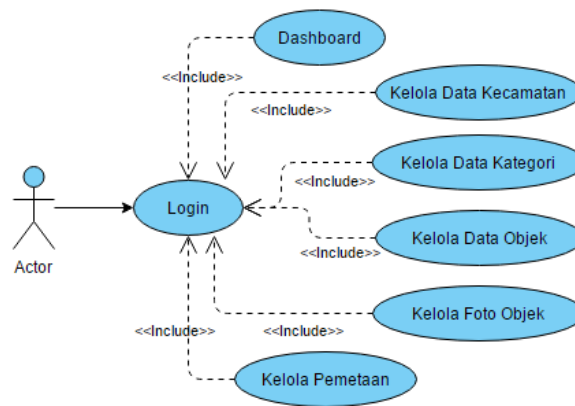 Dashboard
<<Include>>
Kelola Data Kecamatan
<<Include>>
Kelola Data Kategori
<<Include>>
Login
Actor
Kelola Data Objek
<<Include>>
Kelola Foto Objek
<<Include>>
<<Include>>
Kelola Pemetaan